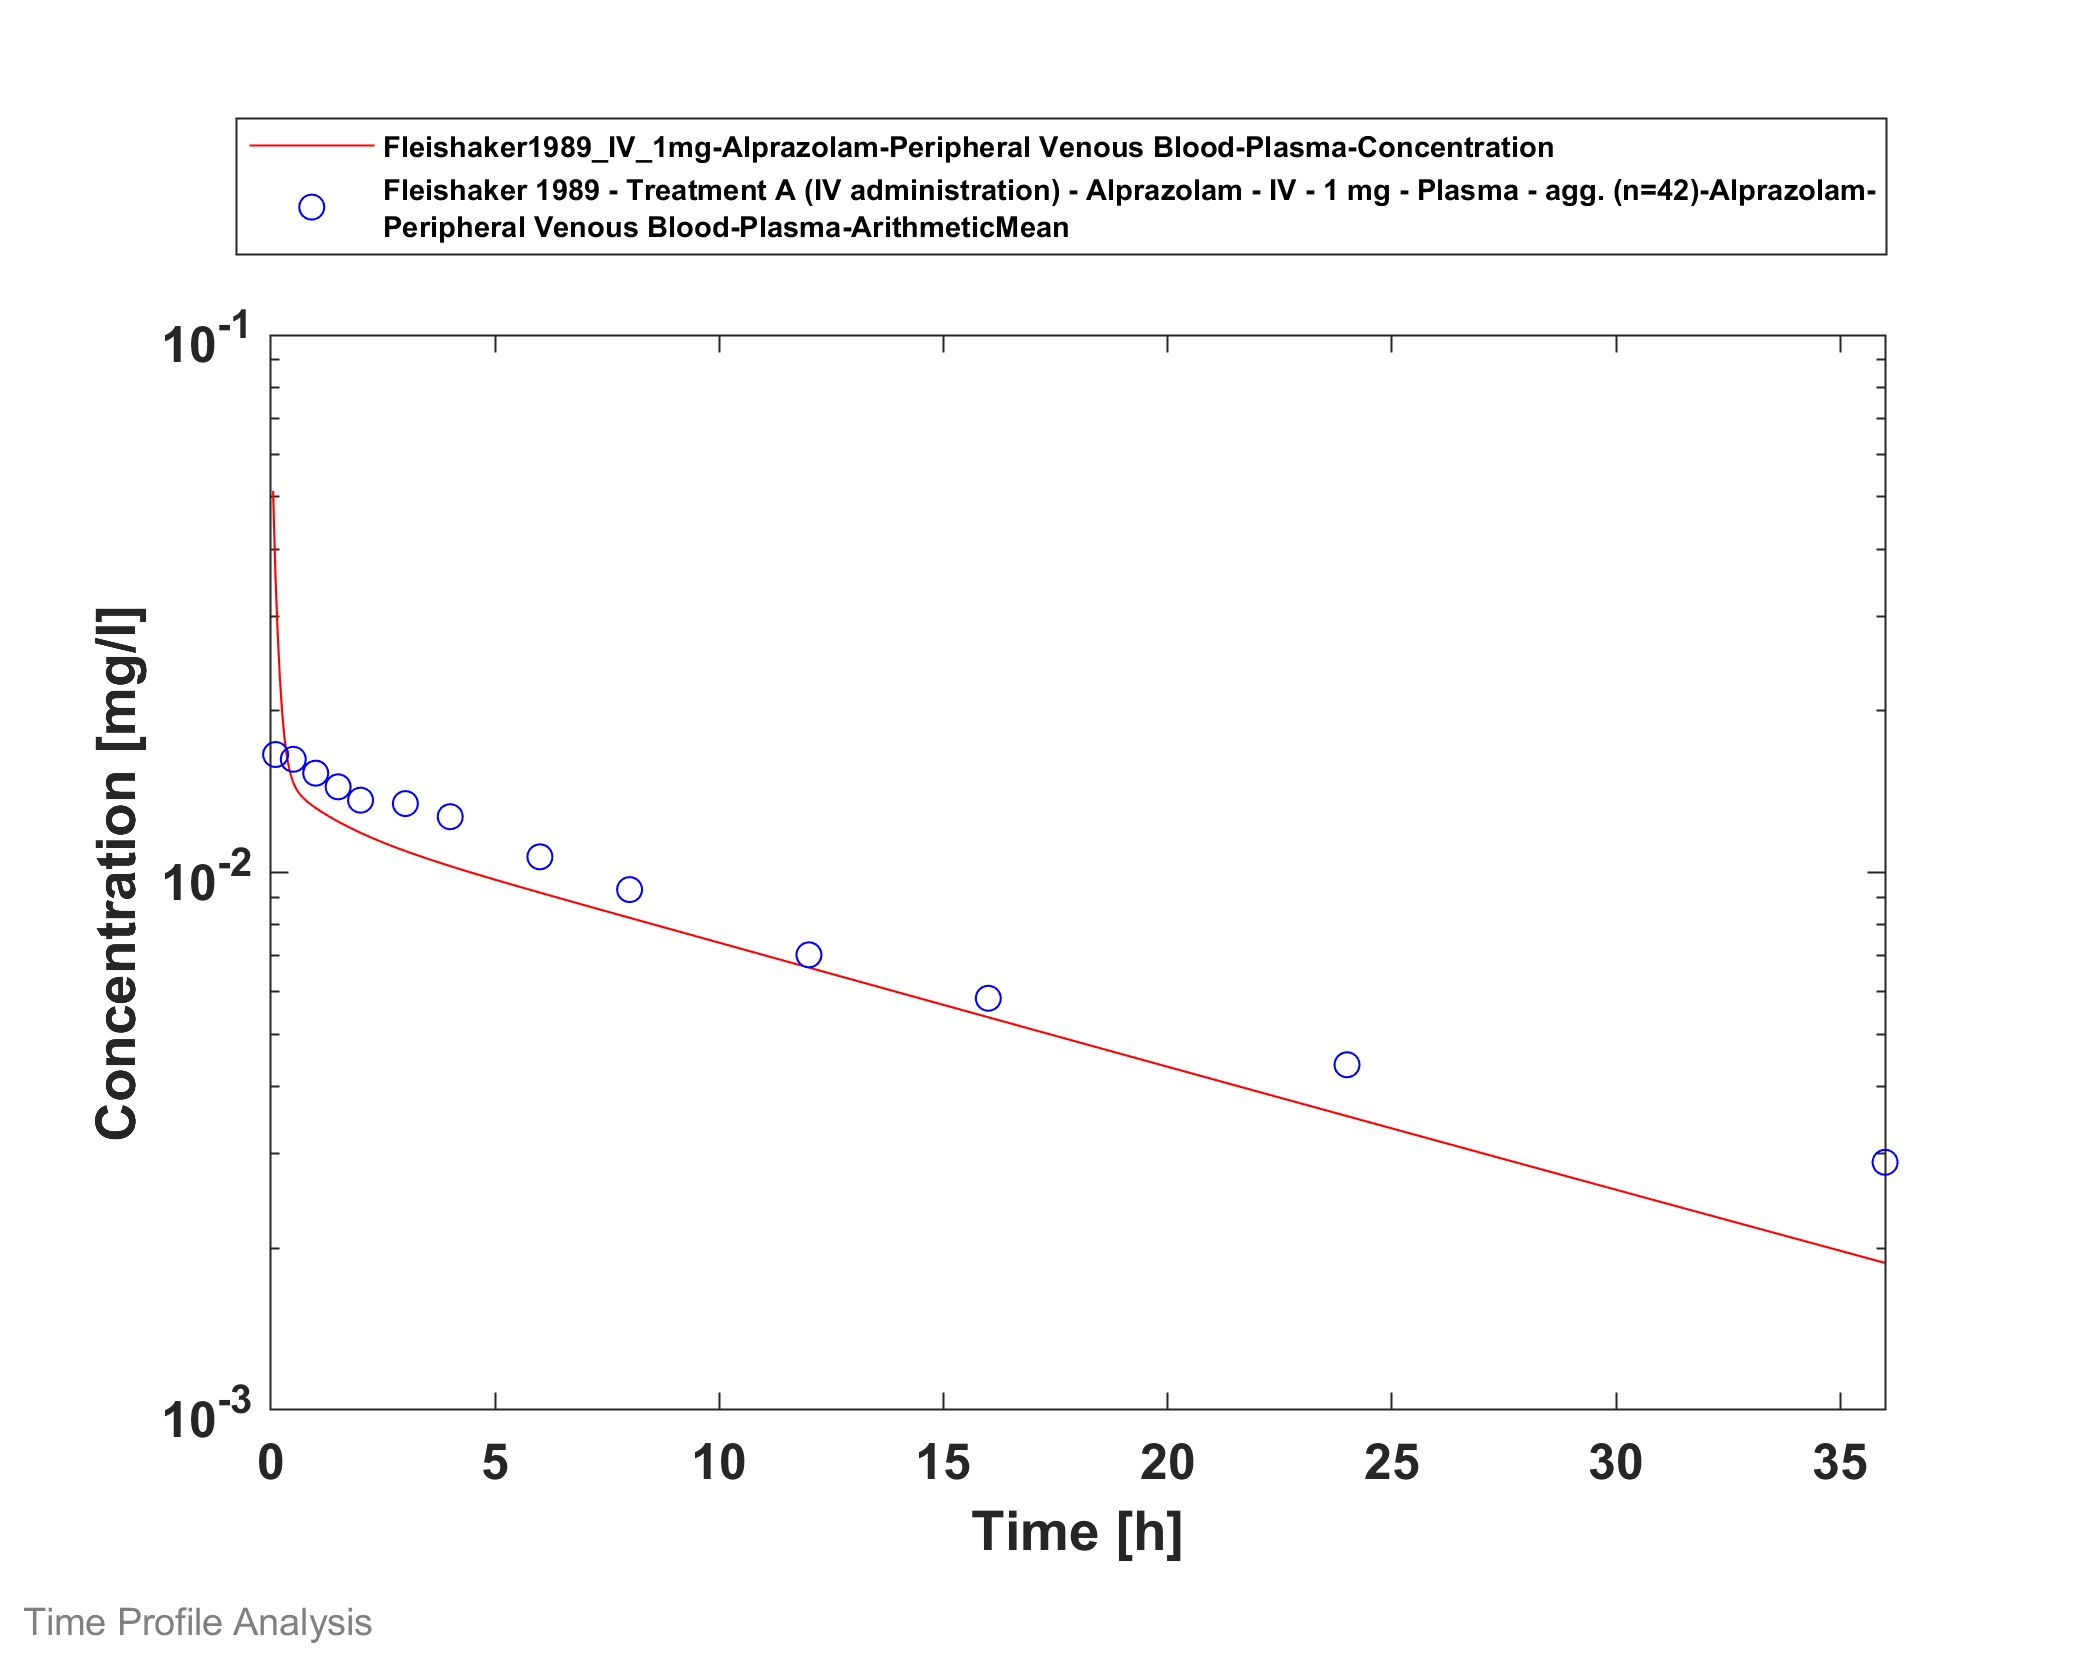 Fleishaker1989_IV_1mg-Alprazolam-Peripheral Venous Blood-Plasma-Concentration
Fleishaker 1989 - Treatment A (IV administration) - Alprazolam - IV - 1 mg - Plasma - agg. (n=42)-Alprazolam-
Peripheral Venous Blood-Plasma-ArithmeticMean
10^-1
10^-2
10^-3
Concentration [mg/l]
0 5 10 15 20 25 30 35
Time [h]
Time Profile Analysis